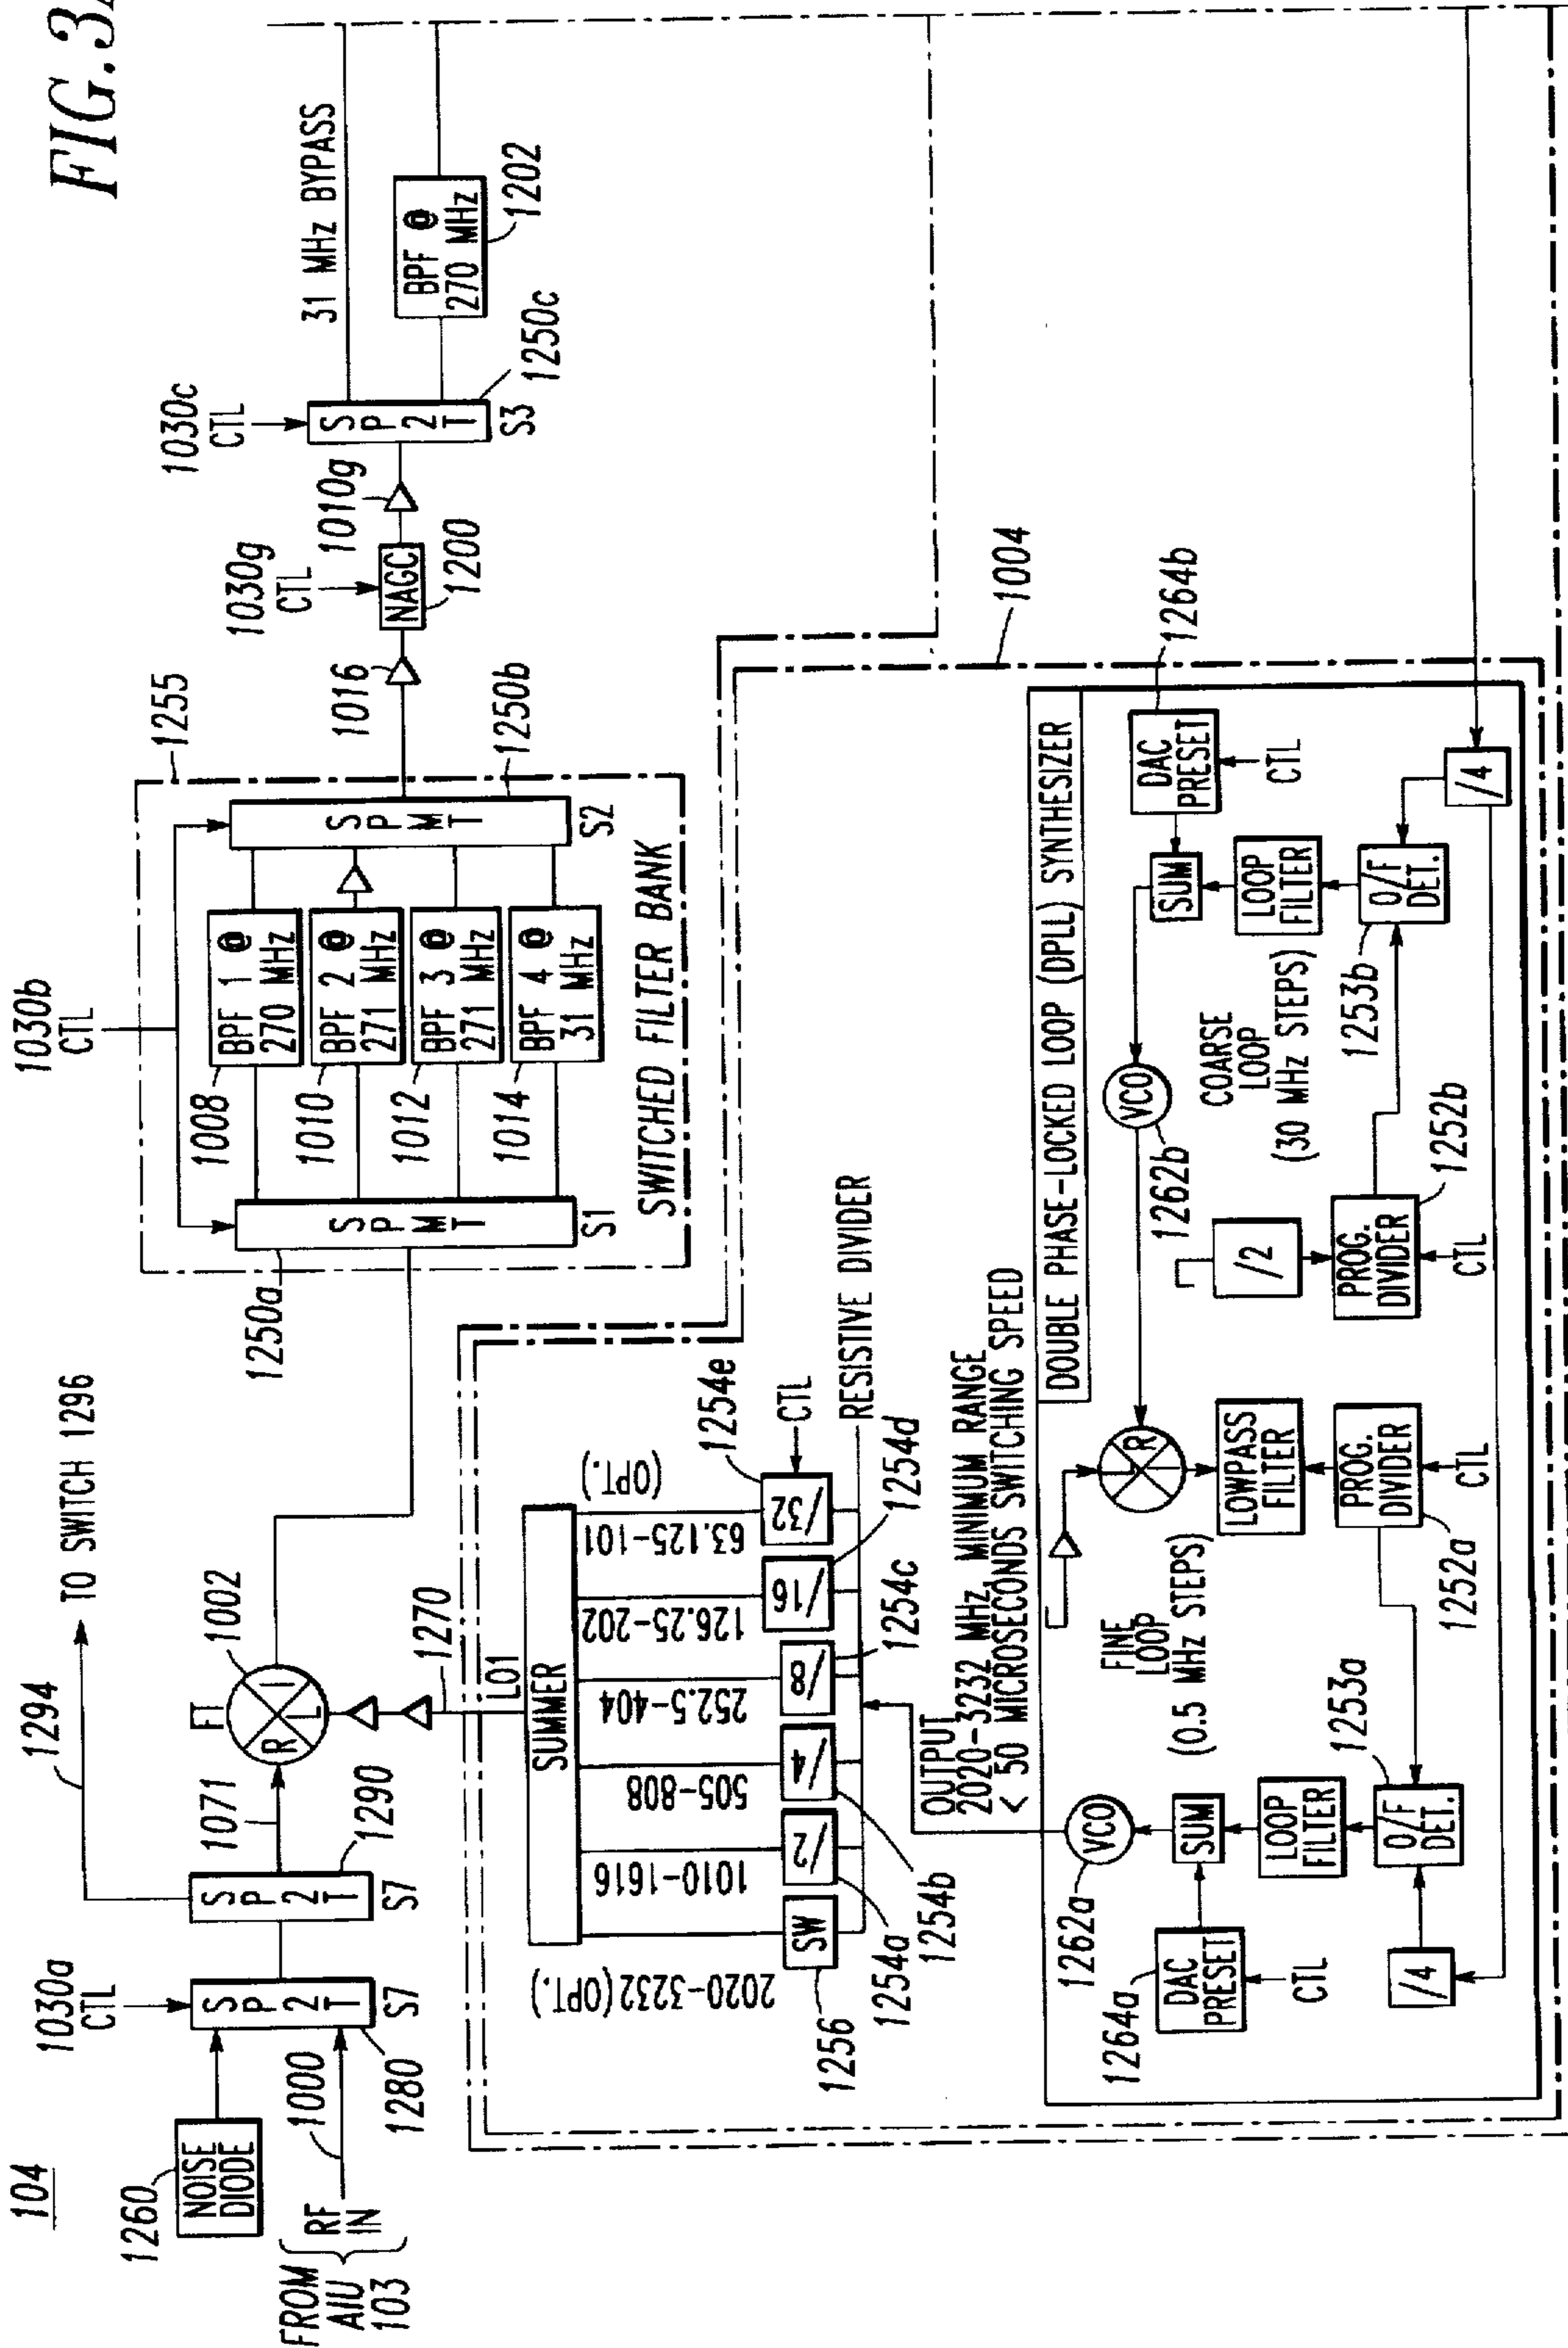 FIG.3
104
1260
NOISE
DIODE
FROM
AIU
103
RF
IN
1000
1280
1030a
CTL
SP2T
S7
SP2T
S7
1290
1294
TO SWITCH 1296
1071
FT
R
I
L
1002
1270
LO1
1030b
CTL
1255
1250a
SPMT
S1
1008
BPF 1 @
270 MHz
1010
BPF 2 @
271 MHz
1012
BPF 3 @
271 MHz
1014
BPF 4 @
31 MHz
SPMT
S2
1250b
SWITCHED FILTER BANK
1016
1030g
CTL
NAGC
1200
1010g
1030c
CTL
SP2T
S3
1250c
31 MHz BYPASS
BPF @
270 MHz
1202
1004
SUMMER
2020-3232 (OPT.)
1010-1616
505-808
252.5-404
126.25-202
63.125-101
(OPT.)
SW
/2
/4
/8
/16
/32
1256
1254a
1254b
1254c
1254d
1254e
CTL
RESISTIVE DIVIDER
OUTPUT
2020-3232 MHz, MINIMUM RANGE
< 50 MICROSECONDS SWITCHING SPEED
DOUBLE PHASE-LOCKED LOOP (DPLL) SYNTHESIZER
1262a
VCO
1264a
DAC
PRESET
CTL
SUM
LOOP
FILTER
O/F
DET.
1253a
/4
FINE
LOOP
(0.5 MHz STEPS)
L
R
I
LOWPASS
FILTER
PROG.
DIVIDER
CTL
1252a
VCO
1262b
/2
PROG.
DIVIDER
CTL
1252b
COARSE
LOOP
(30 MHz STEPS)
SUM
DAC
PRESET
CTL
1264b
LOOP
FILTER
O/F
DET.
1253b
/4